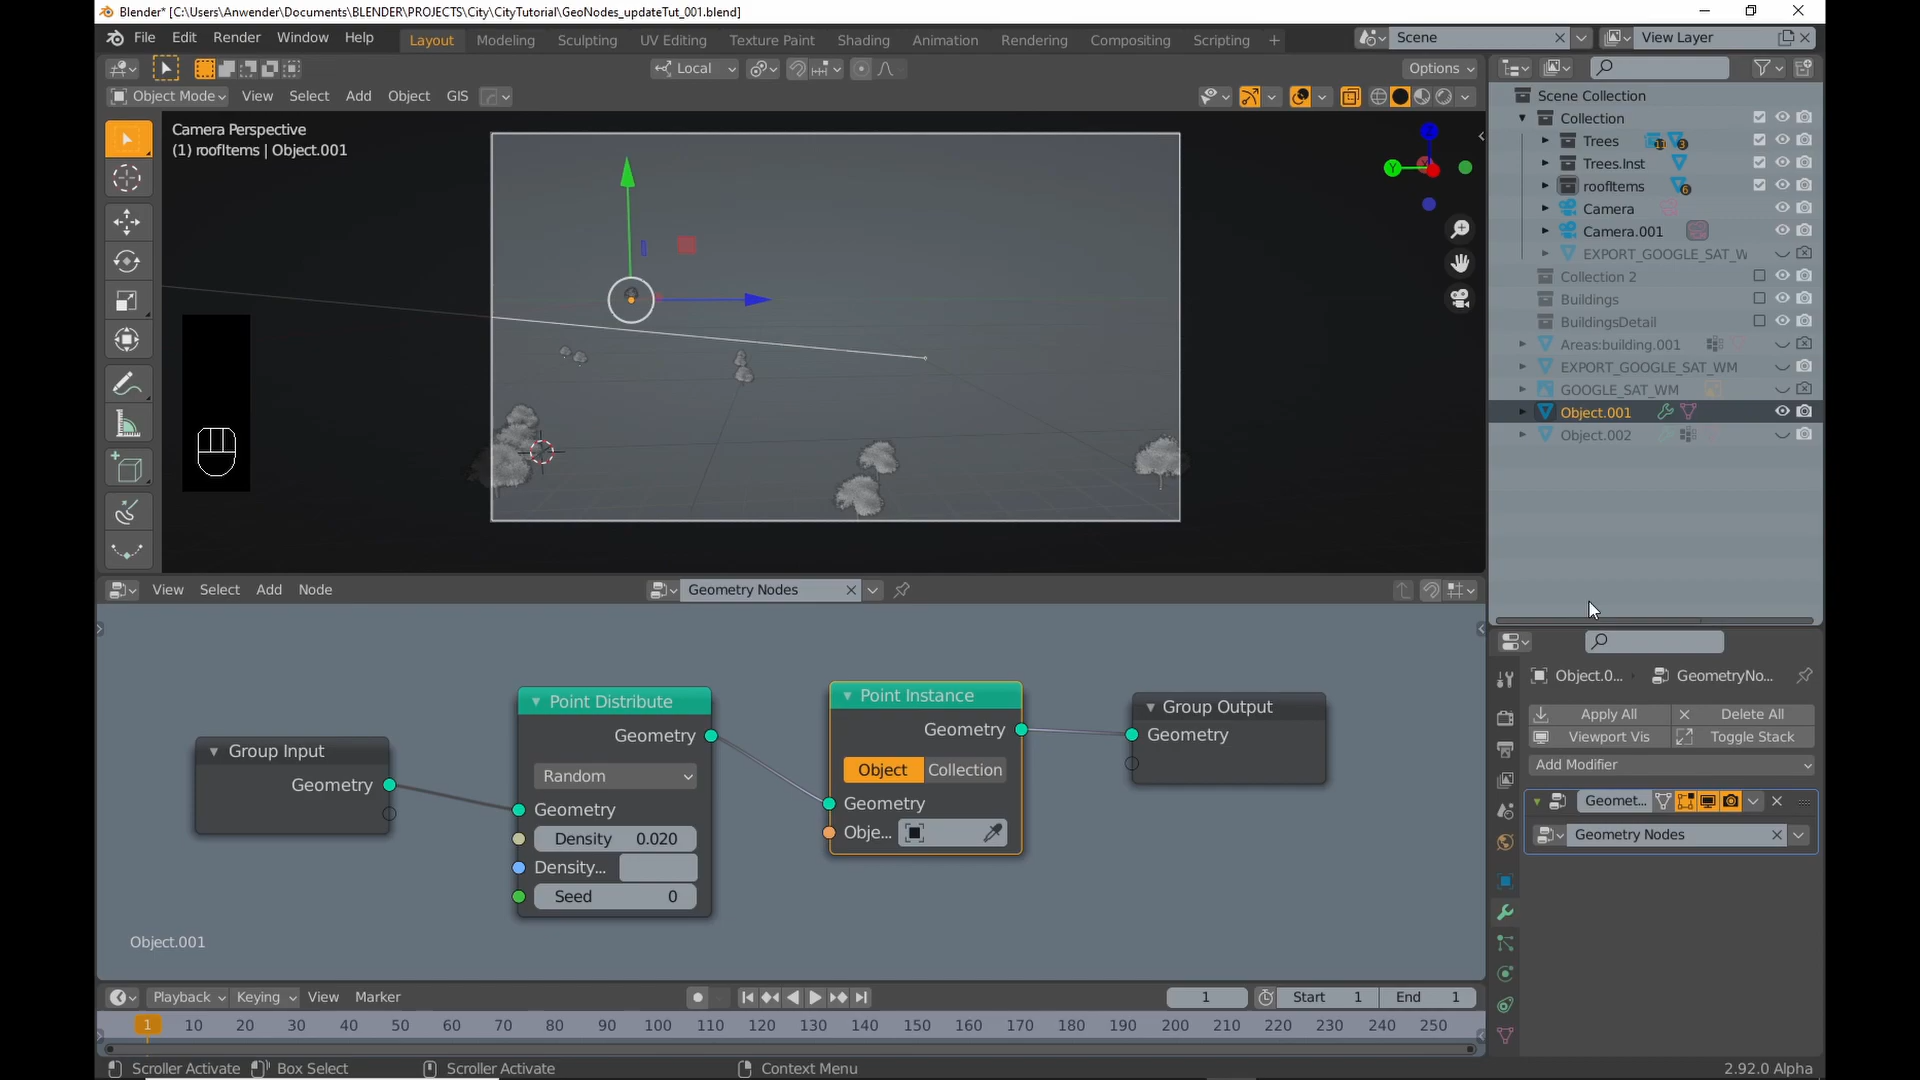 Blender* [C:\Users\Anwender\Documents\BLENDER\PROJECTS\City\CityTutorial\GeoNodes_updateTut_001.blend]
File Edit Render Window Help
Layout Modeling Sculpting UV Editing Texture Paint Shading Animation Rendering Compositing Scripting +
Scene
View Layer
Local
Options
Object Mode View Select Add Object GIS
Camera Perspective
(1) roofItems | Object.001
Y
Scene Collection
Collection
Trees 11 3
Trees.Inst
roofItems 6
Camera
Camera.001
EXPORT_GOOGLE_SAT_W
Collection 2
Buildings
BuildingsDetail
Areas:building.001
EXPORT_GOOGLE_SAT_WM
GOOGLE_SAT_WM
Object.001
Object.002
View Select Add Node
Geometry Nodes
Group Input
Geometry
Point Distribute
Geometry
Random
Geometry
Density 0.020
Density...
Seed 0
Point Instance
Geometry
Object Collection
Geometry
Obje...
Group Output
Geometry
Object.001
Object.0... GeometryNo...
Apply All Delete All
Viewport Vis Toggle Stack
Add Modifier
Geomet...
Geometry Nodes
Playback Keying View Marker
1
Start 1 End 1
1 10 20 30 40 50 60 70 80 90 100 110 120 130 140 150 160 170 180 190 200 210 220 230 240 250
Scroller Activate Box Select Scroller Activate Context Menu 2.92.0 Alpha